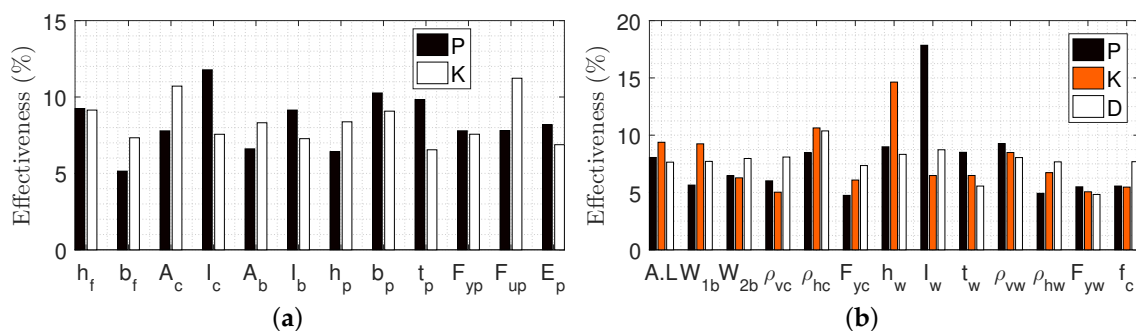 15
10
5
0
Effectiveness (%)
P
K
h_f b_f A_c I_c A_b I_b h_p b_p t_p F_yp F_up E_p
(a)
20
15
10
5
0
Effectiveness (%)
P
K
D
A.L W_1b W_2b ρ_vc ρ_hc F_yc h_w I_w t_w ρ_vw ρ_hw F_yw f_c
(b)